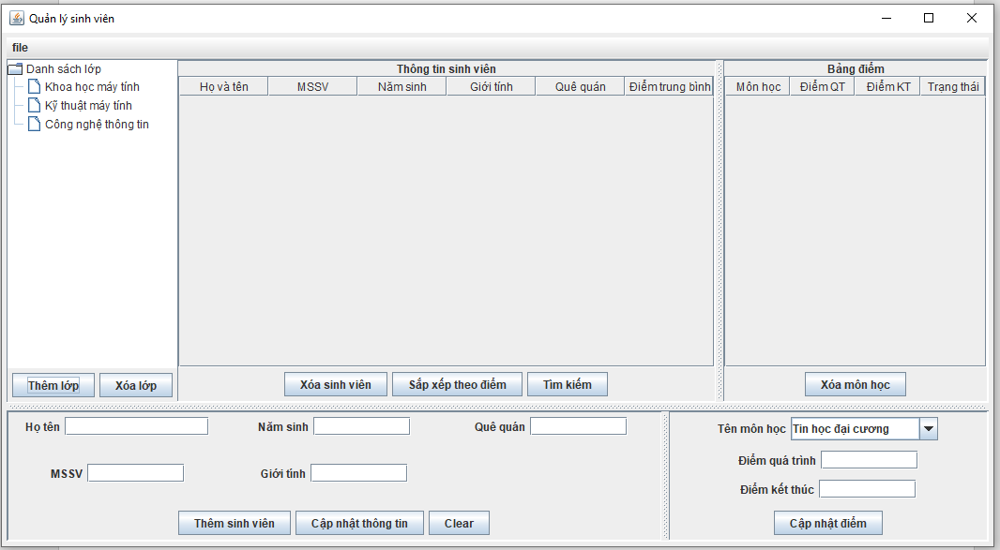 Quản lý sinh viên
file
Danh sách lớp
Khoa học máy tính
Kỹ thuật máy tính
Công nghệ thông tin
Thêm lớp
Xóa lớp
Thông tin sinh viên
Họ và tên MSSV Năm sinh Giới tính Quê quán Điểm trung bình
Xóa sinh viên Sắp xếp theo điểm Tìm kiếm
Bảng điểm
Môn học Điểm QT Điểm KT Trạng thái
Xóa môn học
Họ tên Năm sinh Quê quán
MSSV Giới tính
Thêm sinh viên Cập nhật thông tin Clear
Tên môn học Tin học đại cương
Điểm quá trình
Điểm kết thúc
Cập nhật điểm